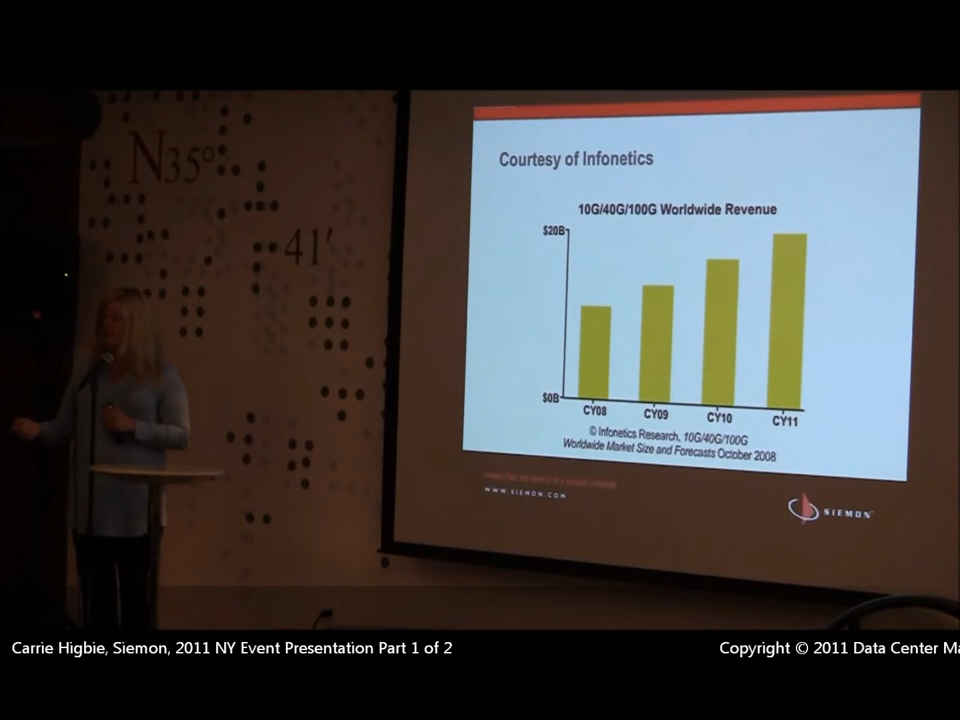 N35°
41'
Courtesy of Infonetics
10G/40G/100G Worldwide Revenue
$20B
$0B
CY08 CY09 CY10 CY11
© Infonetics Research, 10G/40G/100G
Worldwide Market Size and Forecasts October 2008
WWW.SIEMON.COM
SIEMON
Carrie Higbie, Siemon, 2011 NY Event Presentation Part 1 of 2
Copyright © 2011 Data Center